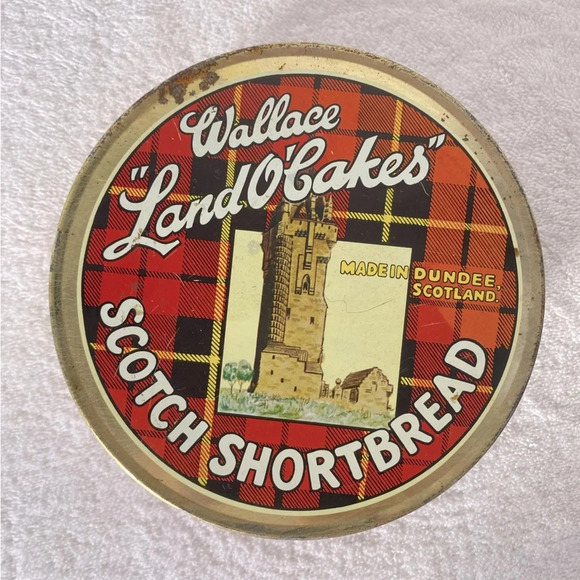 Wallace
"Land O'Cakes"
MADE IN DUNDEE,
SCOTLAND.
SCOTCH SHORTBREAD